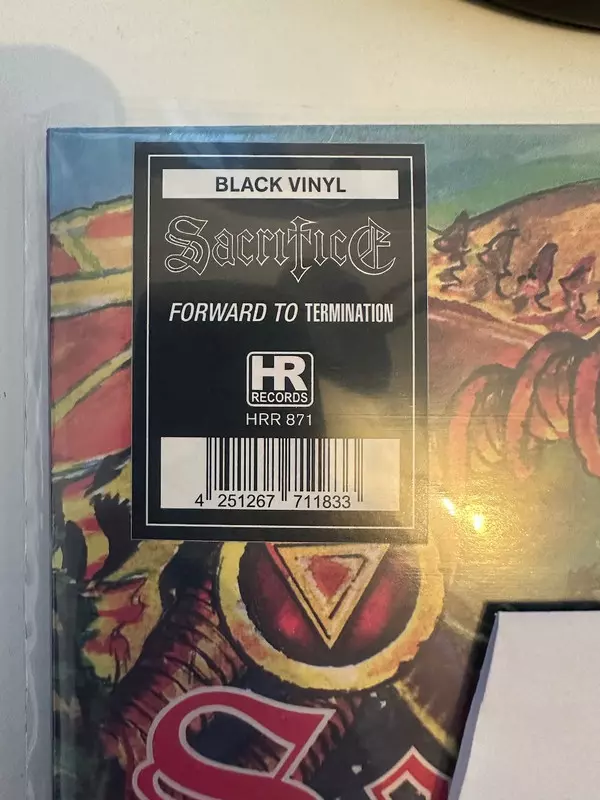 BLACK VINYL
Sacrifice
FORWARD TO TERMINATION
HR
RECORDS
HRR 871
4 251267 711833
S